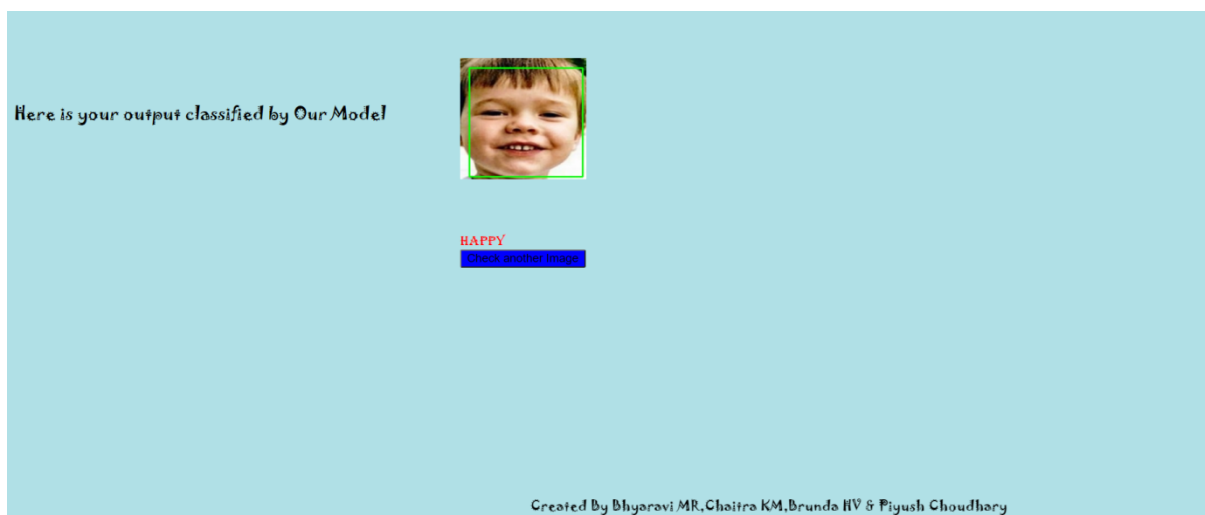 Here is your output classified by Our Model
HAPPY
Check another image
Created By Bhyaravi MR,Chaitra KM,Brunda HV & Piyush Choudhary